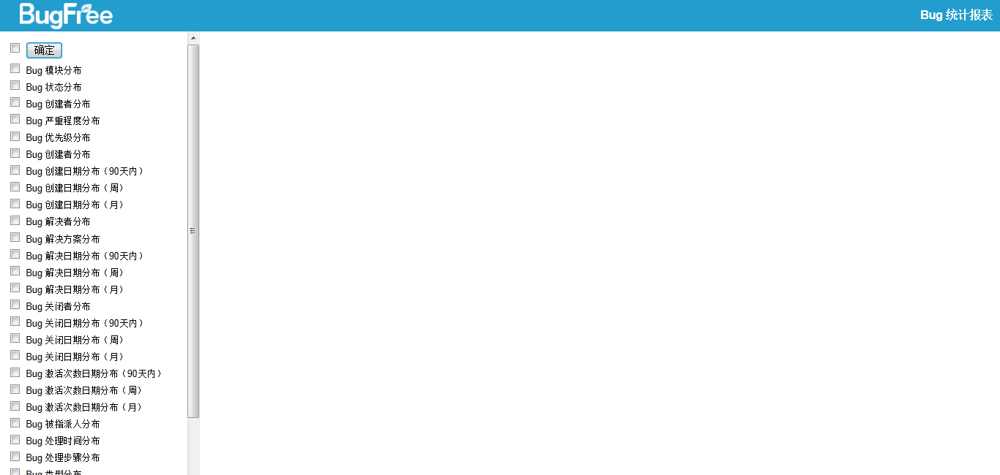 BugFree
Bug 统计报表
确定
Bug 模块分布
Bug 状态分布
Bug 创建者分布
Bug 严重程度分布
Bug 优先级分布
Bug 创建者分布
Bug 创建日期分布（90天内）
Bug 创建日期分布（周）
Bug 创建日期分布（月）
Bug 解决者分布
Bug 解决方案分布
Bug 解决日期分布（90天内）
Bug 解决日期分布（周）
Bug 解决日期分布（月）
Bug 关闭者分布
Bug 关闭日期分布（90天内）
Bug 关闭日期分布（周）
Bug 关闭日期分布（月）
Bug 激活次数日期分布（90天内）
Bug 激活次数日期分布（周）
Bug 激活次数日期分布（月）
Bug 被指派人分布
Bug 处理时间分布
Bug 处理步骤分布
Bug 类型分布